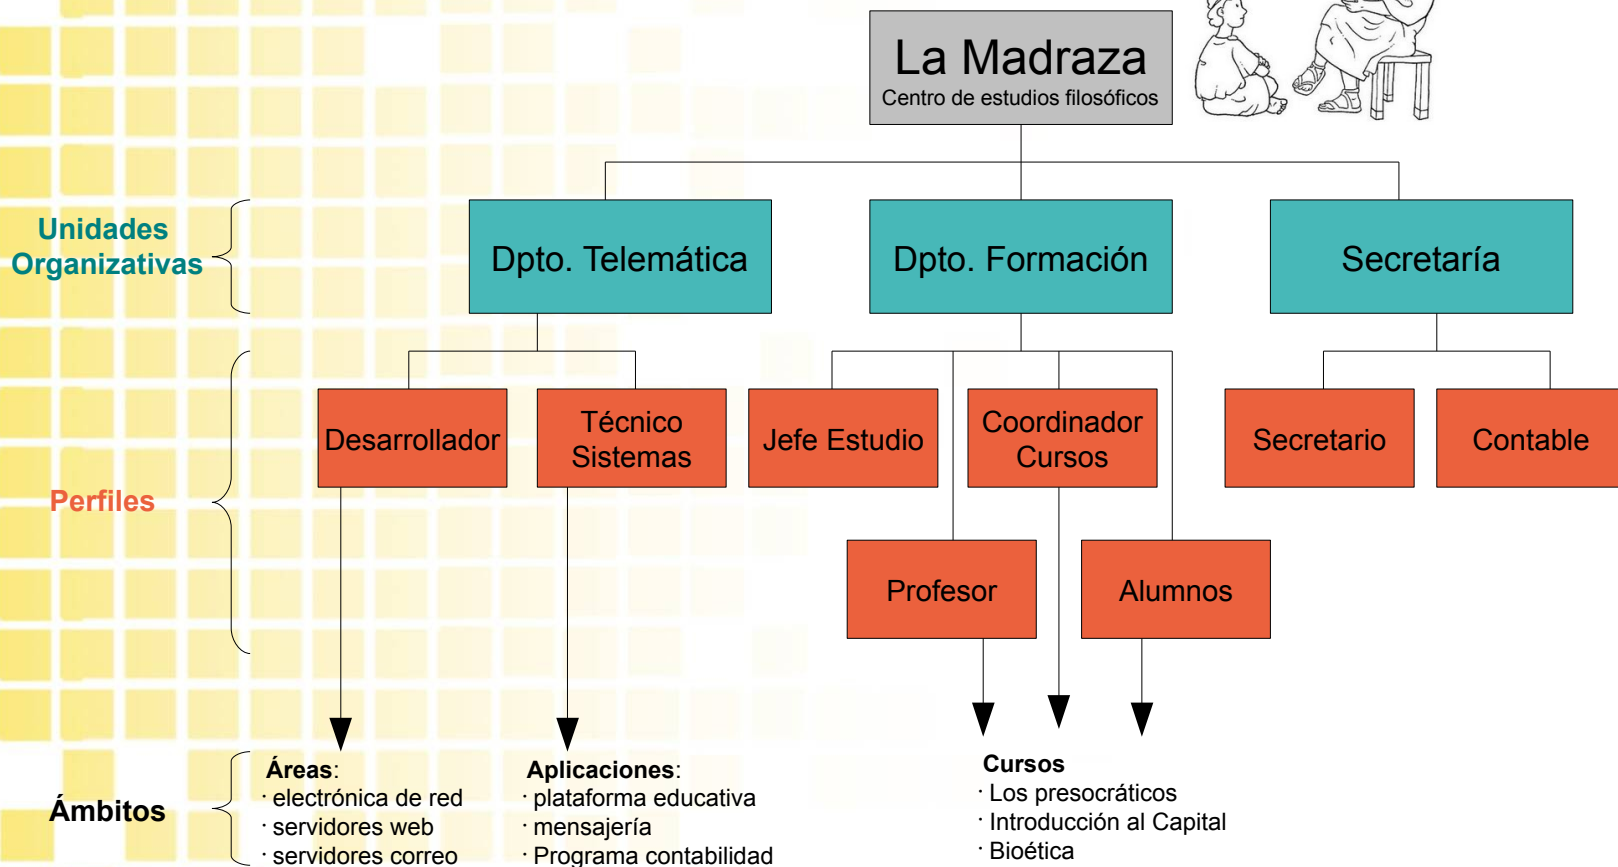 La Madraza
Centro de estudios filosóficos
Unidades
Organizativas
Dpto. Telemática
Dpto. Formación
Secretaría
Perfiles
Desarrollador
Técnico
Sistemas
Jefe Estudio
Coordinador
Cursos
Secretario
Contable
Profesor
Alumnos
Ámbitos
Áreas:
· electrónica de red
· servidores web
· servidores correo
Aplicaciones:
· plataforma educativa
· mensajería
· Programa contabilidad
Cursos
· Los presocráticos
· Introducción al Capital
· Bioética